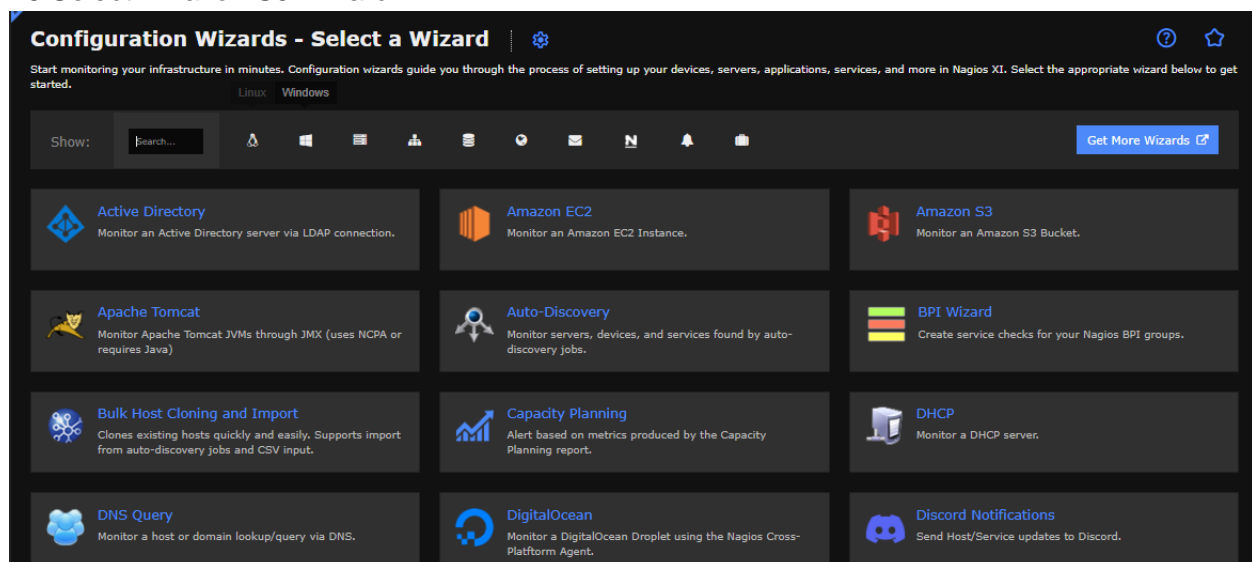 Configuration Wizards - Select a Wizard
Start monitoring your infrastructure in minutes. Configuration wizards guide you through the process of setting up your devices, servers, applications, services, and more in Nagios XI. Select the appropriate wizard below to get
started.
Linux Windows
Show: Search... N Get More Wizards
Active Directory
Monitor an Active Directory server via LDAP connection.
Amazon EC2
Monitor an Amazon EC2 Instance.
Amazon S3
Monitor an Amazon S3 Bucket.
Apache Tomcat
Monitor Apache Tomcat JVMs through JMX (uses NCPA or
requires Java)
Auto-Discovery
Monitor servers, devices, and services found by auto-
discovery jobs.
BPI Wizard
Create service checks for your Nagios BPI groups.
Bulk Host Cloning and Import
Clones existing hosts quickly and easily. Supports import
from auto-discovery jobs and CSV input.
Capacity Planning
Alert based on metrics produced by the Capacity
Planning report.
DHCP
Monitor a DHCP server.
DNS Query
Monitor a host or domain lookup/query via DNS.
DigitalOcean
Monitor a DigitalOcean Droplet using the Nagios Cross-
Plaftform Agent.
Discord Notifications
Send Host/Service updates to Discord.